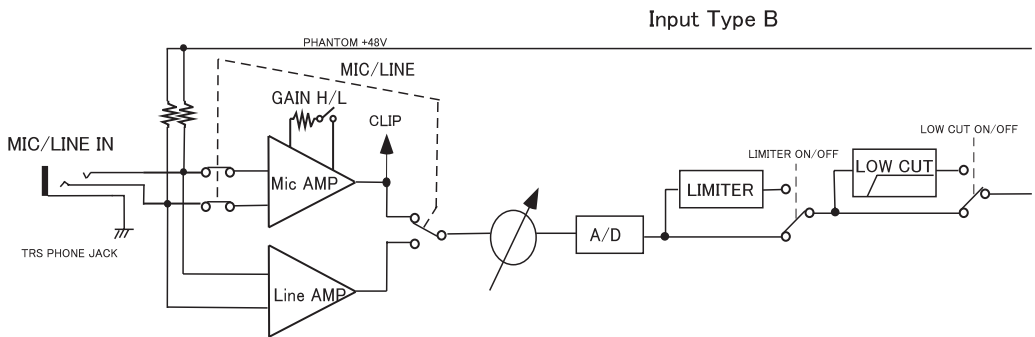 Input Type B
PHANTOM +48V
MIC/LINE
GAIN H/L
CLIP
MIC/LINE IN
Mic AMP
TRS PHONE JACK
Line AMP
A/D
LIMITER
LIMITER ON/OFF
LOW CUT
LOW CUT ON/OFF